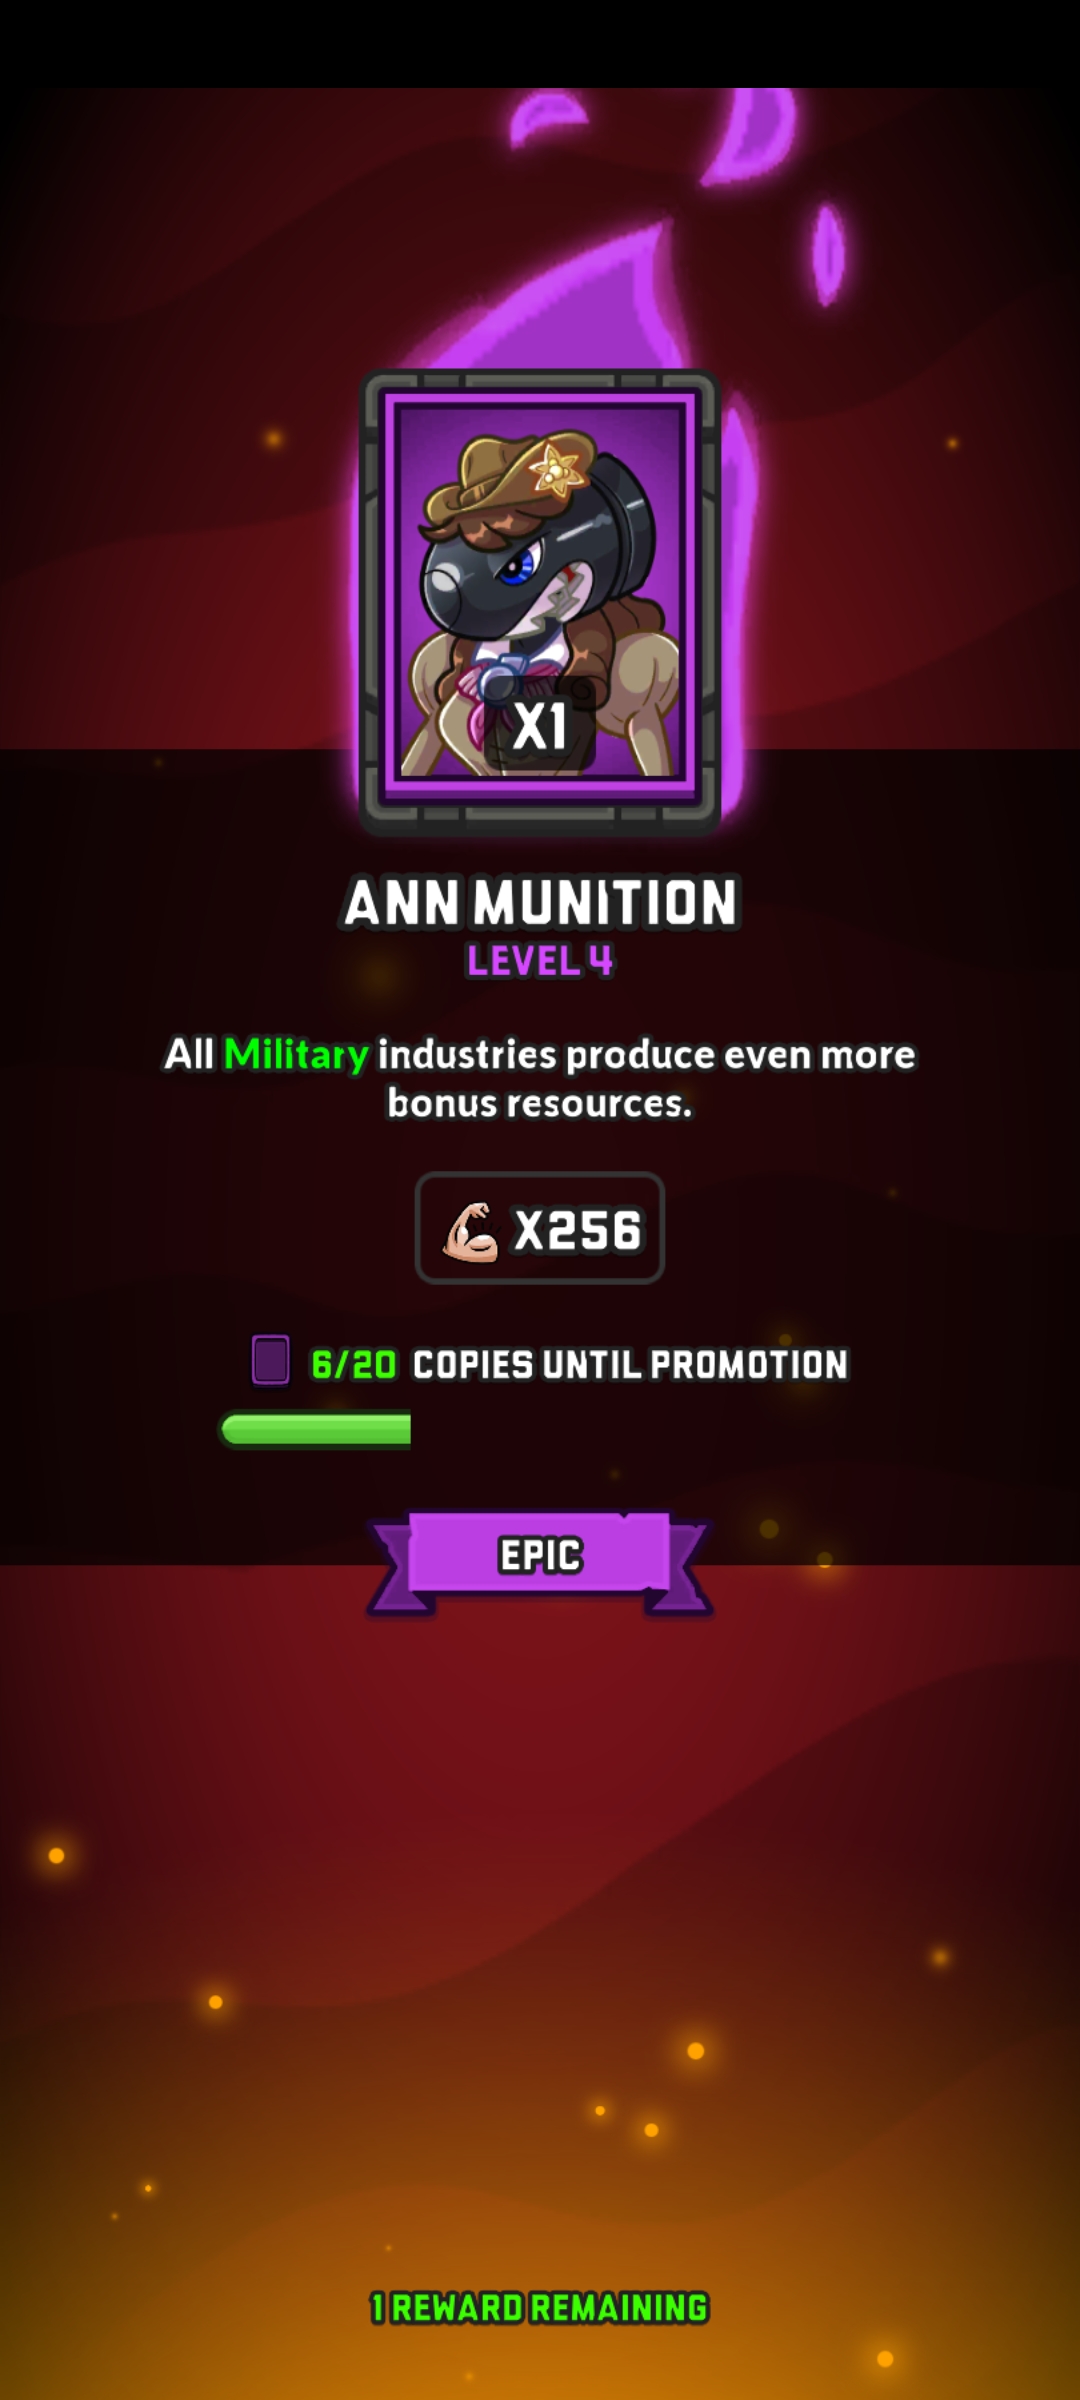 X1
ANN MUNITION
LEVEL 4
All Military industries produce even more
bonus resources.
X256
6/20 COPIES UNTIL PROMOTION
EPIC
1 REWARD REMAINING